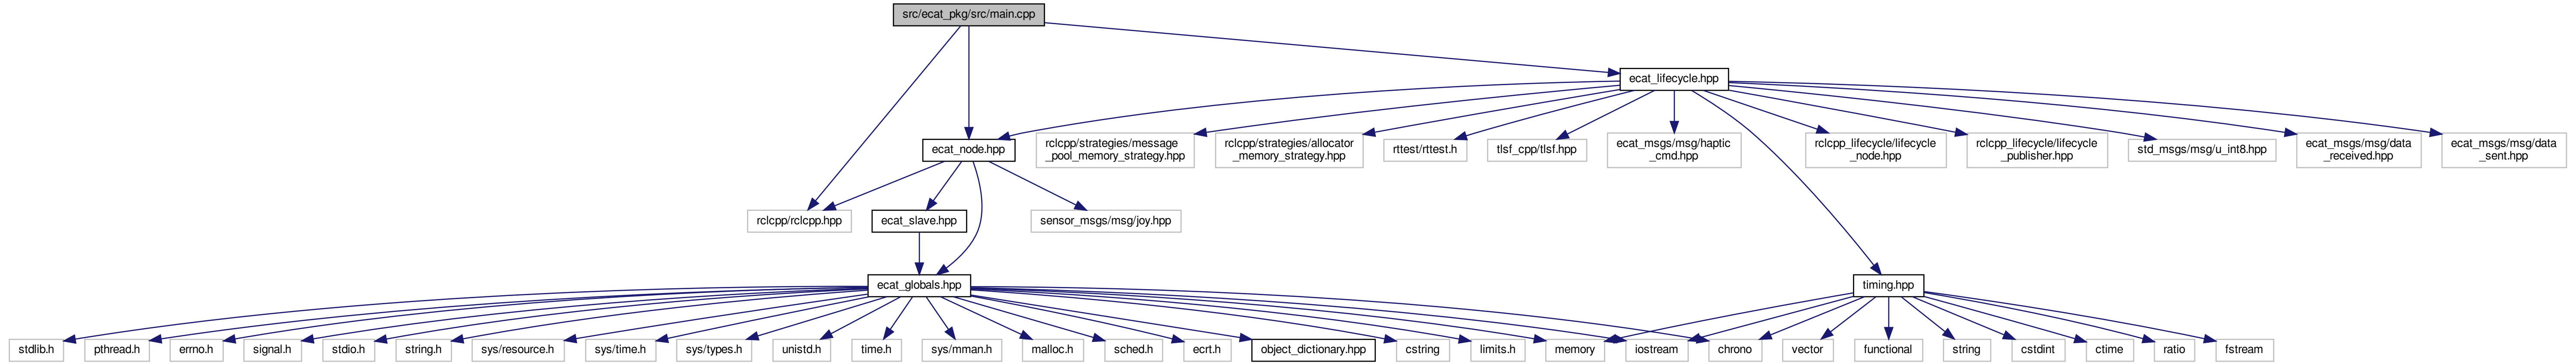 src/ecat_pkg/src/main.cpp
ecat_lifecycle.hpp
ecat_node.hpp
rclcpp/strategies/message
_pool_memory_strategy.hpp
rclcpp/strategies/allocator
_memory_strategy.hpp
rttest/rttest.h
tlsf_cpp/tlsf.hpp
ecat_msgs/msg/haptic
_cmd.hpp
rclcpp_lifecycle/lifecycle
_node.hpp
rclcpp_lifecycle/lifecycle
_publisher.hpp
std_msgs/msg/u_int8.hpp
ecat_msgs/msg/data
_received.hpp
ecat_msgs/msg/data
_sent.hpp
rclcpp/rclcpp.hpp
ecat_slave.hpp
sensor_msgs/msg/joy.hpp
ecat_globals.hpp
timing.hpp
stdlib.h
pthread.h
errno.h
signal.h
stdio.h
string.h
sys/resource.h
sys/time.h
sys/types.h
unistd.h
time.h
sys/mman.h
malloc.h
sched.h
ecrt.h
object_dictionary.hpp
cstring
limits.h
memory
iostream
chrono
vector
functional
string
cstdint
ctime
ratio
fstream